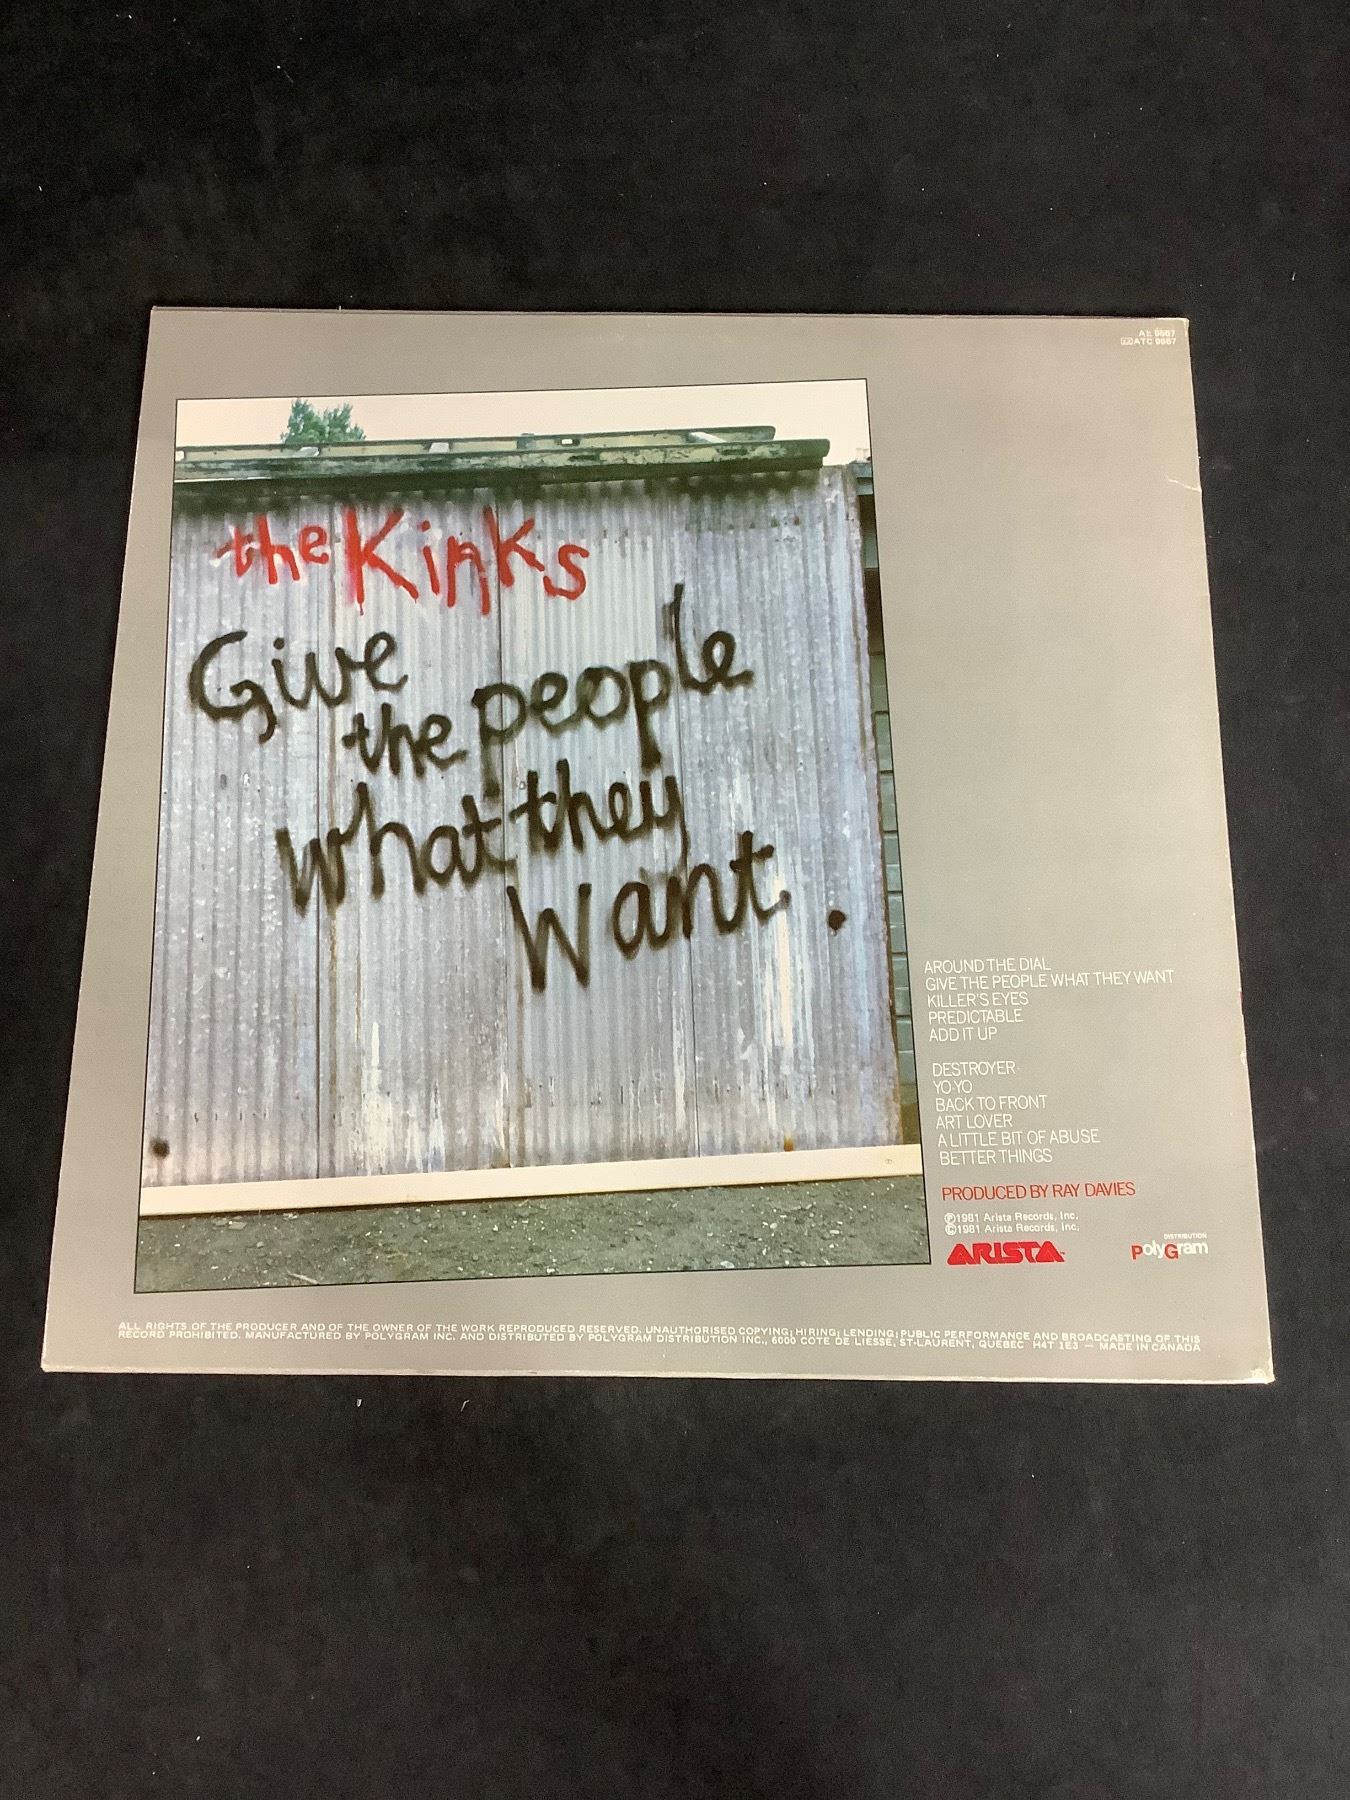 AL 9567
ATC 9567
the Kinks
Give
the people
what they
want.
AROUND THE DIAL
GIVE THE PEOPLE WHAT THEY WANT
KILLER'S EYES
PREDICTABLE
ADD IT UP
DESTROYER
YO-YO
BACK TO FRONT
ART LOVER
A LITTLE BIT OF ABUSE
BETTER THINGS
PRODUCED BY RAY DAVIES
℗1981 Arista Records, Inc.
©1981 Arista Records, Inc.
ARISTA
DISTRIBUTION
PolyGram
ALL RIGHTS OF THE PRODUCER AND OF THE OWNER OF THE WORK REPRODUCED RESERVED. UNAUTHORISED COPYING; HIRING; LENDING; PUBLIC PERFORMANCE AND BROADCASTING OF THIS
RECORD PROHIBITED. MANUFACTURED BY POLYGRAM INC. AND DISTRIBUTED BY POLYGRAM DISTRIBUTION INC., 6000 COTE DE LIESSE, ST-LAURENT, QUEBEC H4T 1E3 — MADE IN CANADA